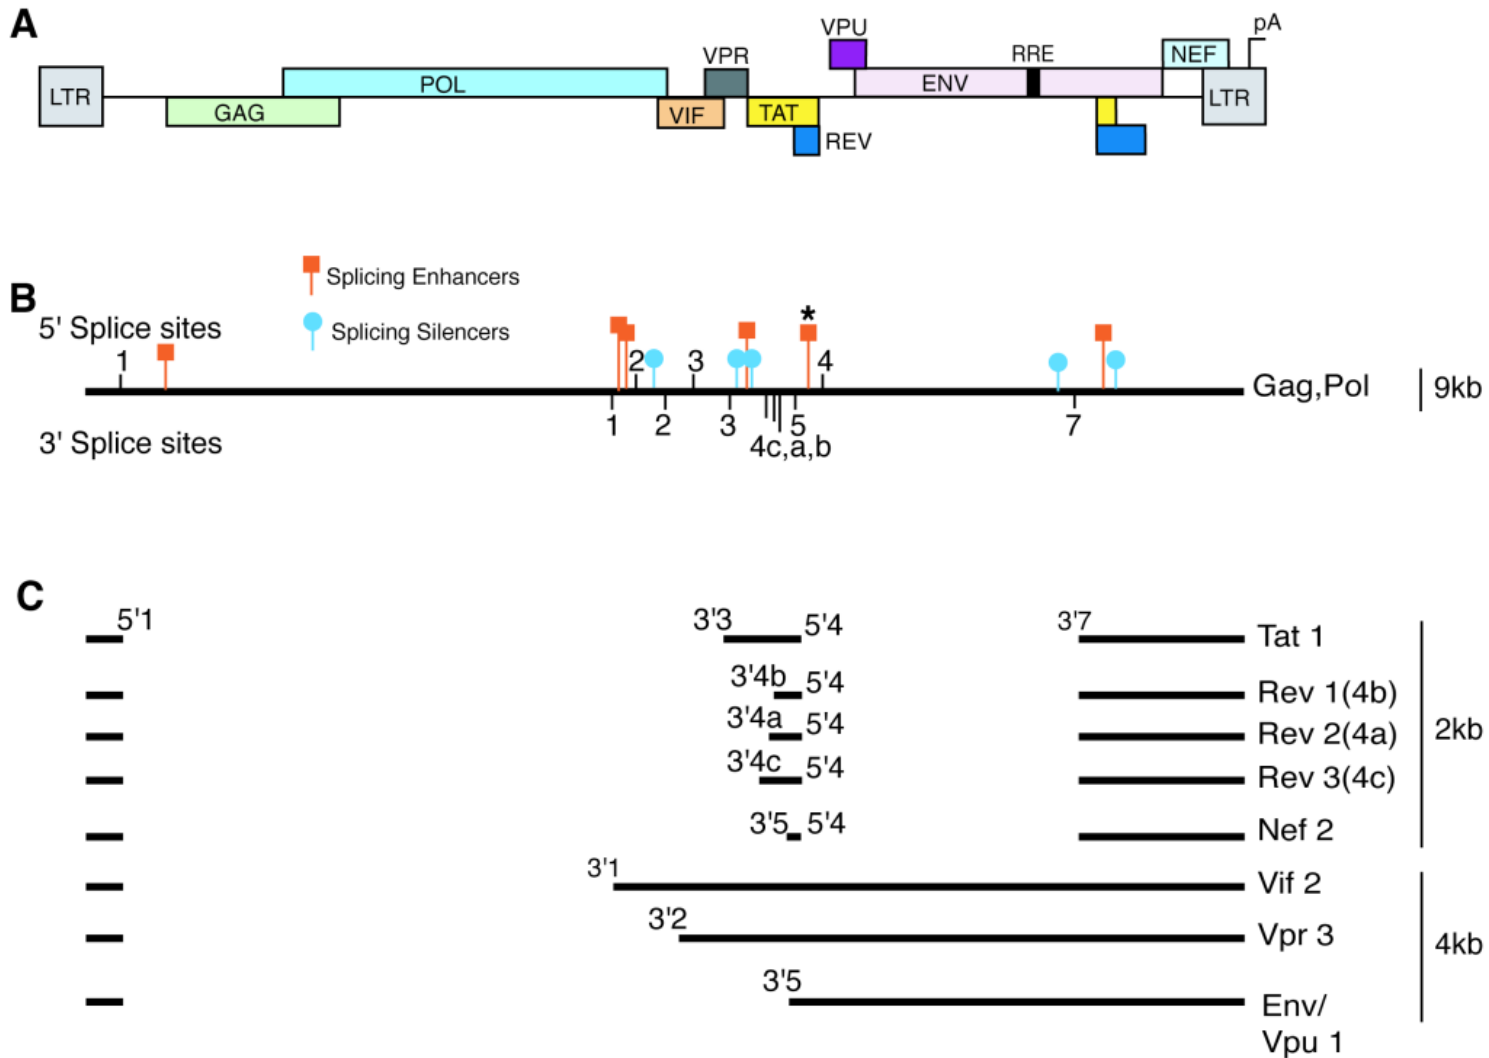 A
VPU
pA
VPR
RRE
NEF
LTR
POL
ENV
LTR
GAG
VIF
TAT
REV
Splicing Enhancers
B
5' Splice sites
Splicing Silencers
*
1
2
3
4
Gag,Pol
9kb
1
2
3
5
7
3' Splice sites
4c,a,b
C
5'1
3'3
5'4
3'7
Tat 1
3'4b
5'4
Rev 1(4b)
3'4a
5'4
Rev 2(4a)
2kb
3'4c
5'4
Rev 3(4c)
3'5
5'4
Nef 2
3'1
Vif 2
3'2
Vpr 3
4kb
3'5
Env/
Vpu 1